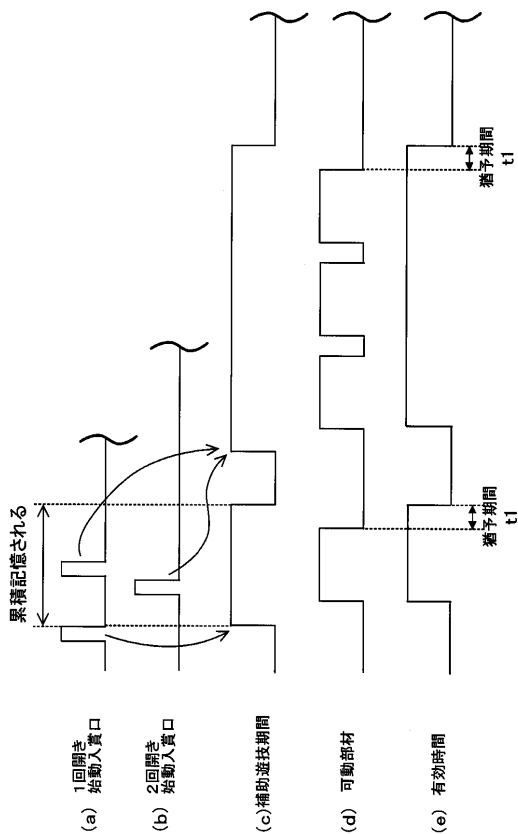 累積記憶される
(a) 1回開き
始動入賞口
(b) 2回開き
始動入賞口
(c)補助遊技期間
(d) 可動部材
(e) 有効時間
猶予期間
t1
猶予期間
t1